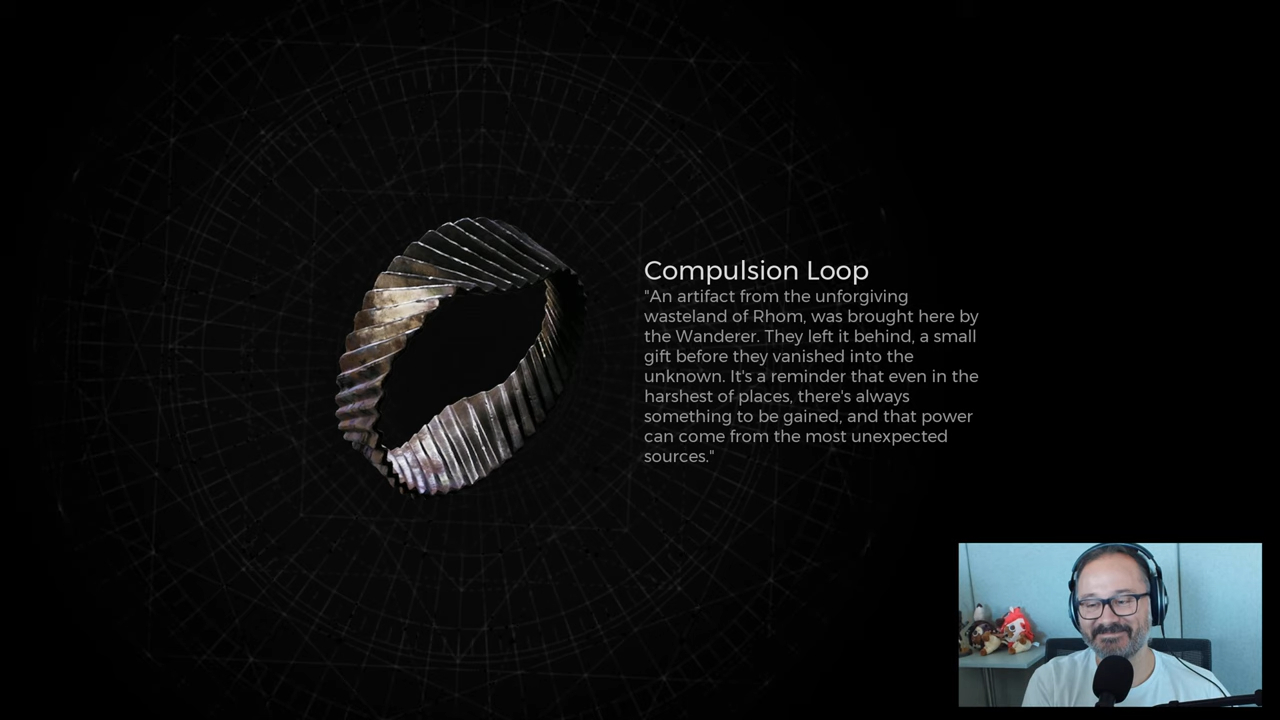 Compulsion Loop
"An artifact from the unforgiving
wasteland of Rhom, was brought here by
the Wanderer. They left it behind, a small
gift before they vanished into the
unknown. It's a reminder that even in the
harshest of places, there's always
something to be gained, and that power
can come from the most unexpected
sources."